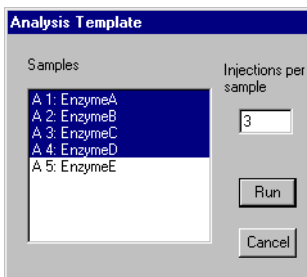 Analysis Template
Samples
Injections per
sample
A 1: EnzymeA
A 2: EnzymeB
A 3: EnzymeC
A 4: EnzymeD
A 5: EnzymeE
3
Run
Cancel